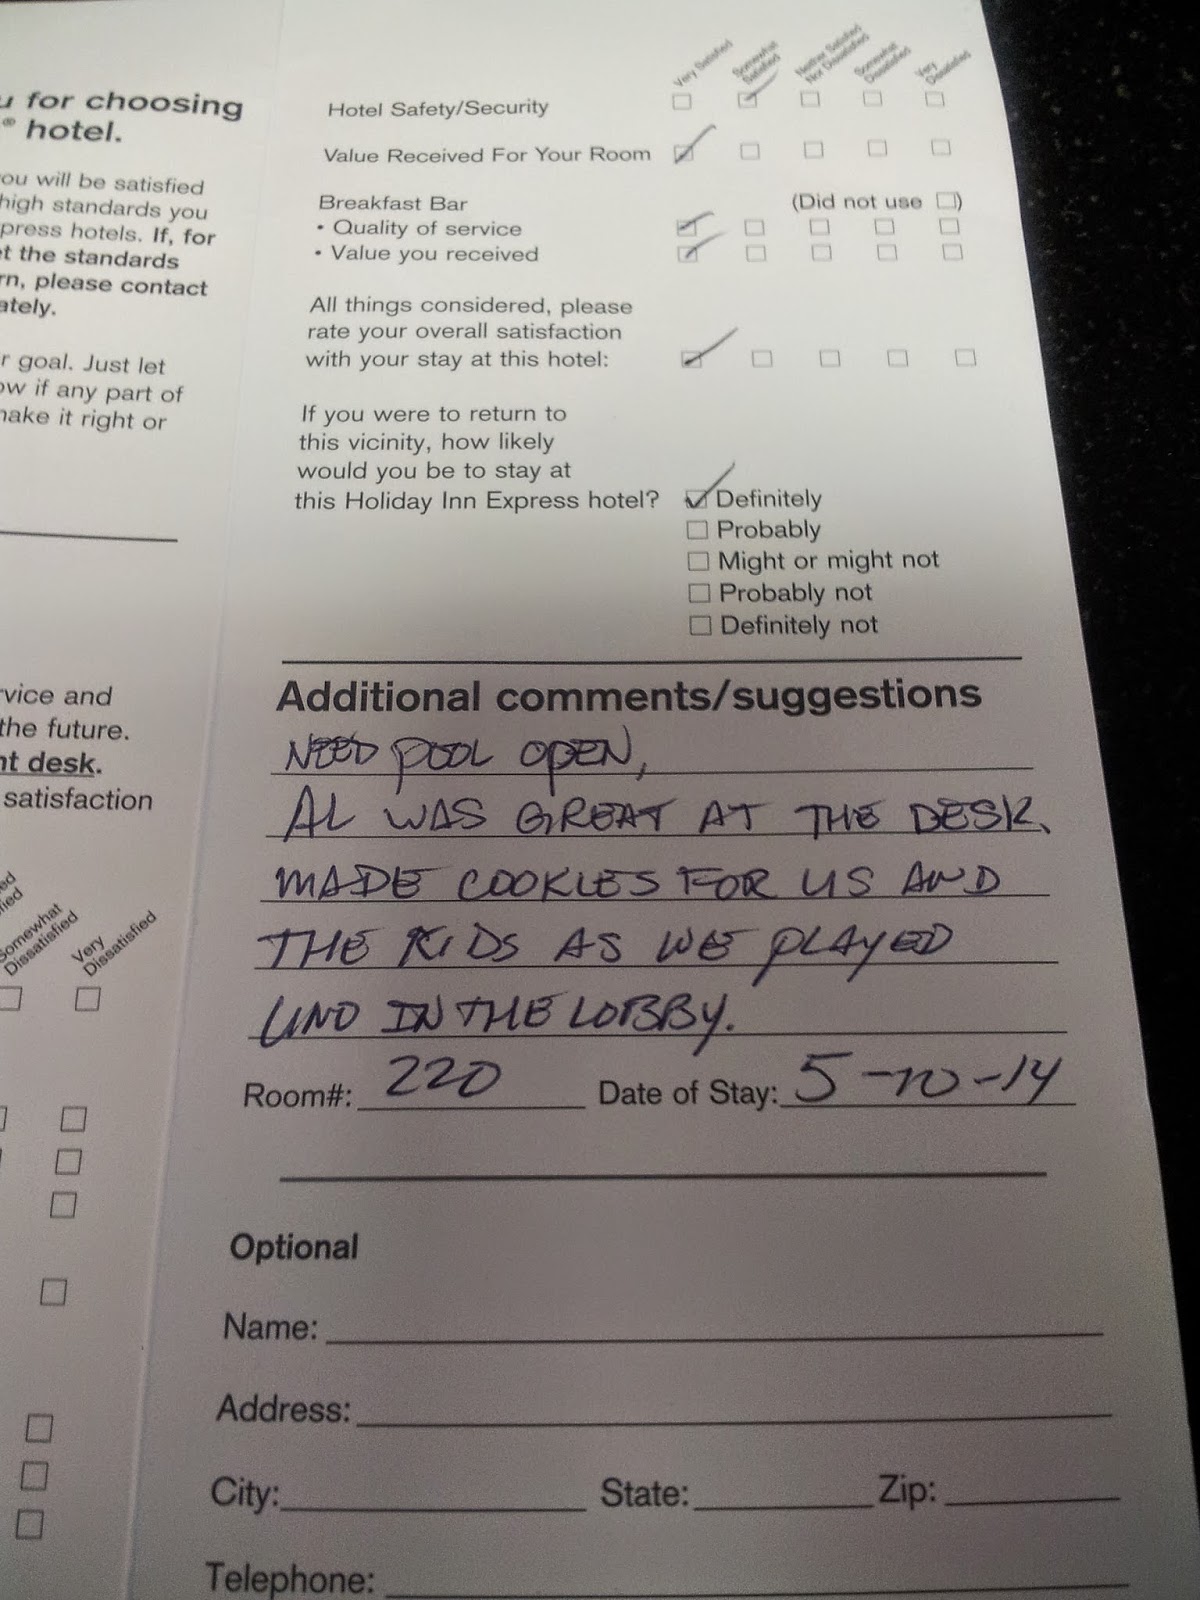 u for choosing
® hotel.
ou will be satisfied
high standards you
press hotels. If, for
et the standards
rn, please contact
ately.
r goal. Just let
ow if any part of
make it right or
rvice and
the future.
nt desk.
satisfaction
Somewhat
Dissatisfied
Very
Dissatisfied
Very Satisfied
Somewhat
Satisfied
Neither Satisfied
Nor Dissatisfied
Somewhat
Dissatisfied
Very
Dissatisfied
Hotel Safety/Security
Value Received For Your Room
Breakfast Bar (Did not use )
• Quality of service
• Value you received
All things considered, please
rate your overall satisfaction
with your stay at this hotel:
If you were to return to
this vicinity, how likely
would you be to stay at
this Holiday Inn Express hotel? Definitely
Probably
Might or might not
Probably not
Definitely not
Additional comments/suggestions
NEED POOL OPEN,
AL WAS GREAT AT THE DESK.
MADE COOKIES FOR US AND
THE KIDS AS WE PLAYED
UNO IN THE LOBBY.
Room#: 220 Date of Stay: 5-10-14
Optional
Name:
Address:
City: State: Zip:
Telephone: